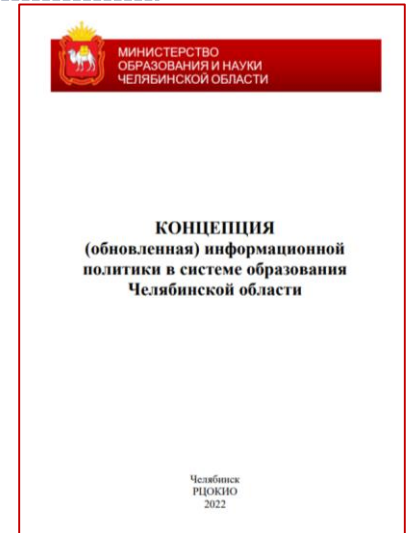 МИНИСТЕРСТВО
ОБРАЗОВАНИЯ И НАУКИ
ЧЕЛЯБИНСКОЙ ОБЛАСТИ
КОНЦЕПЦИЯ
(обновленная) информационной
политики в системе образования
Челябинской области
Челябинск
РЦОКИО
2022